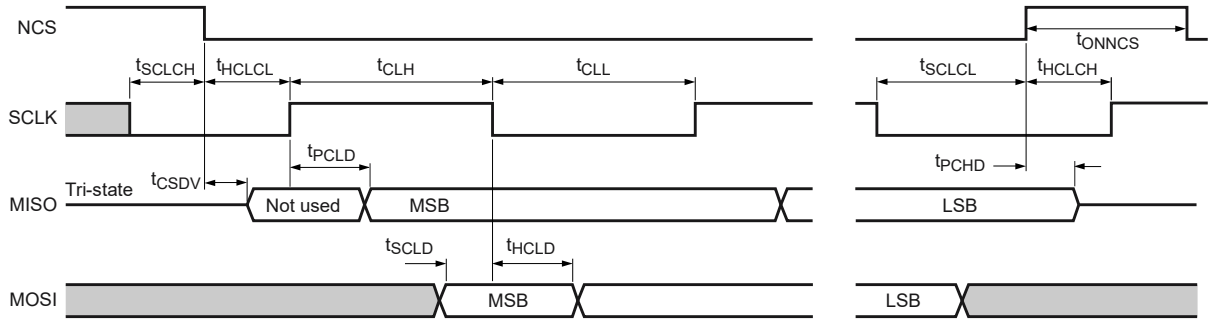 NCS
tONNCS
tSCLCH tHCLCL tCLH tCLL tSCLCL tHCLCH
SCLK
tPCLD tPCHD
tCSDV
Tri-state
MISO Not used MSB LSB
tSCLD tHCLD
MOSI MSB LSB